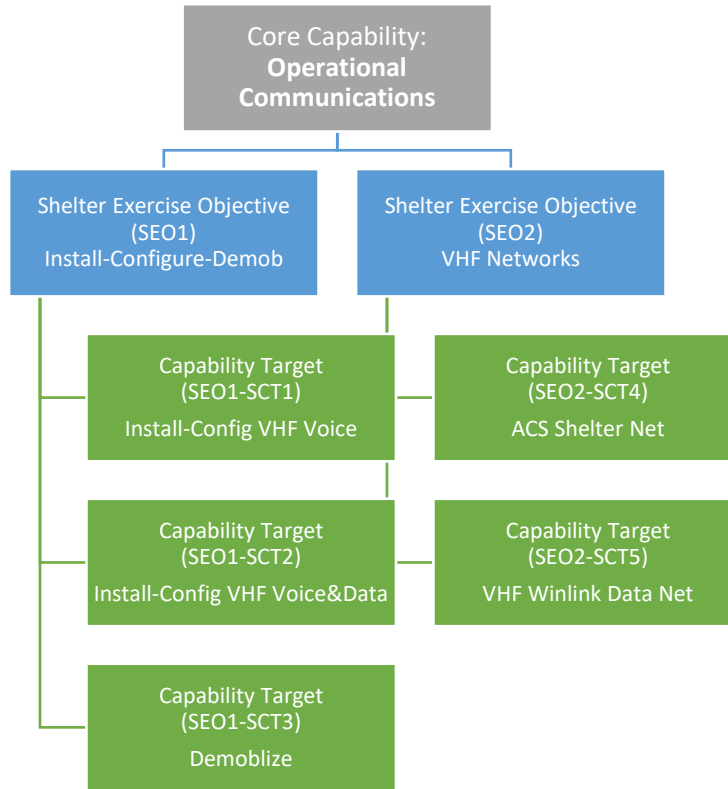 Core Capability:
Operational
Communications
Shelter Exercise Objective
(SEO1)
Install-Configure-Demob
Shelter Exercise Objective
(SEO2)
VHF Networks
Capability Target
(SEO1-SCT1)
Install-Config VHF Voice
Capability Target
(SEO2-SCT4)
ACS Shelter Net
Capability Target
(SEO1-SCT2)
Install-Config VHF Voice&Data
Capability Target
(SEO2-SCT5)
VHF Winlink Data Net
Capability Target
(SEO1-SCT3)
Demoblize